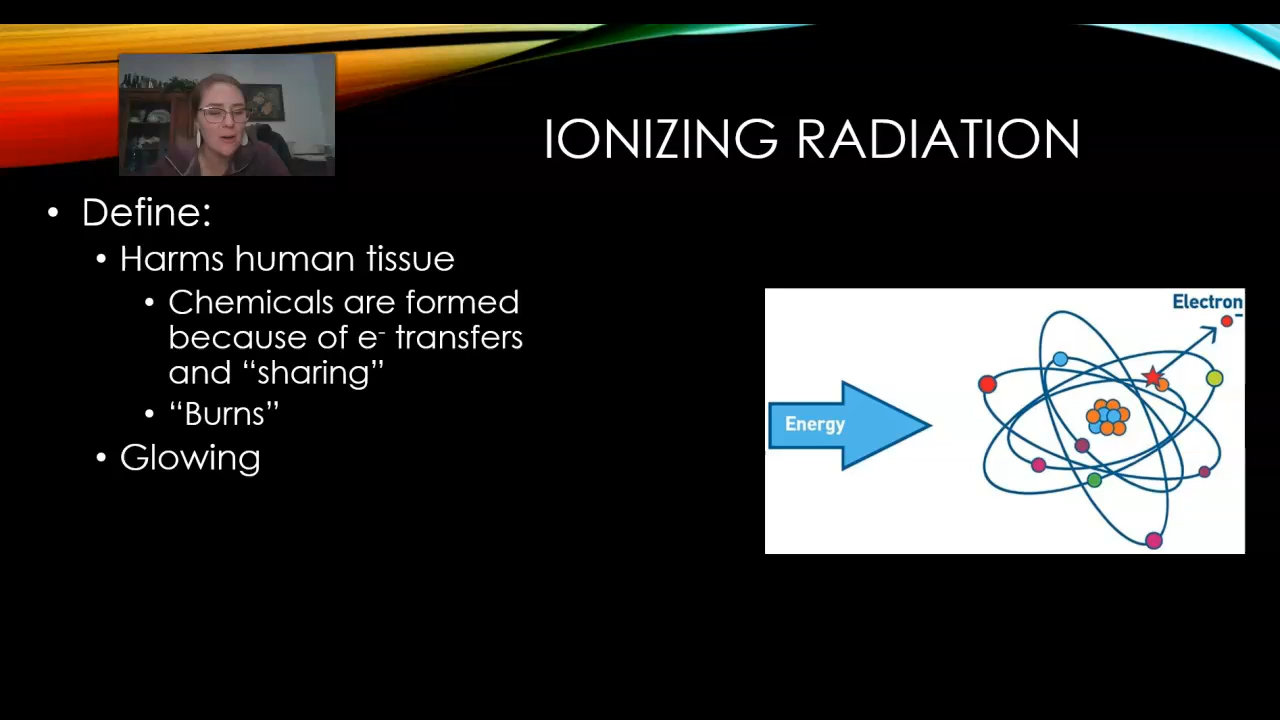 IONIZING RADIATION
• Define:
• Harms human tissue
• Chemicals are formed
because of e⁻ transfers
and “sharing”
• “Burns”
• Glowing
Electron
Energy